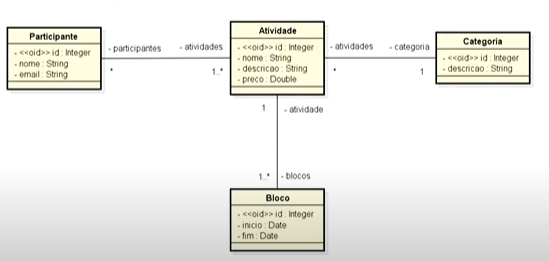 Participante
- <<oid>> id : Integer
- nome : String
- email : String
- participantes
*
- atividades
1..*
Atividade
- <<oid>> id : Integer
- nome : String
- descricao : String
- preco : Double
- atividades
*
- categoria
1
Categoria
- <<oid>> id : Integer
- descricao : String
1
- atividade
1..*
- blocos
Bloco
- <<oid>> id : Integer
- inicio : Date
- fim : Date